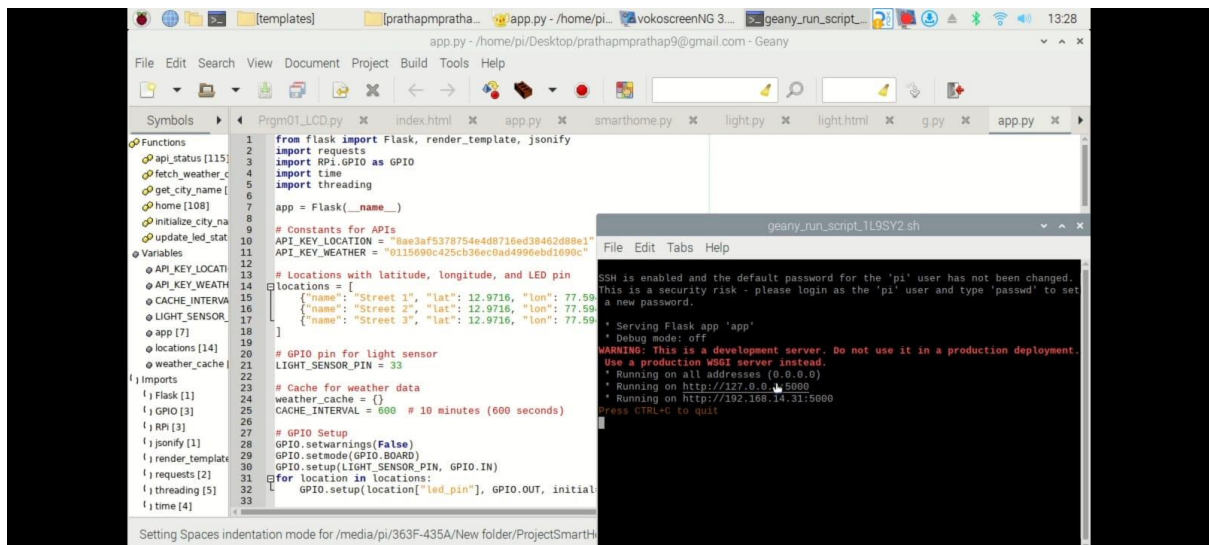 [templates]
[prathapmpratha...
app.py - /home/pi...
vokoscreenNG 3....
geany_run_script_...
13:28
app.py - /home/pi/Desktop/prathapmprathap9@gmail.com - Geany
File Edit Search View Document Project Build Tools Help
Symbols
Prgm01_LCD.py
index.html
app.py
smarthome.py
light.py
light.html
g.py
app.py
Functions
api_status [115]
fetch_weather_c
get_city_name [
home [108]
initialize_city_na
update_led_stat
Variables
API_KEY_LOCATI
API_KEY_WEATH
CACHE_INTERVA
LIGHT_SENSOR_
app [7]
locations [14]
weather_cache [
Imports
Flask [1]
GPIO [3]
RPi [3]
jsonify [1]
render_template
requests [2]
threading [5]
time [4]
1 from flask import Flask, render_template, jsonify
2 import requests
3 import RPi.GPIO as GPIO
4 import time
5 import threading
6
7 app = Flask(__name__)
8
9 # Constants for APIs
10 API_KEY_LOCATION = "8ae3af5378754e4d8716ed38462d88e1"
11 API_KEY_WEATHER = "0115690c425cb36ec0ad4996ebd1690c"
12
13 # Locations with latitude, longitude, and LED pin
14 locations = [
15 {"name": "Street 1", "lat": 12.9716, "lon": 77.59
16 {"name": "Street 2", "lat": 12.9716, "lon": 77.59
17 {"name": "Street 3", "lat": 12.9716, "lon": 77.59
18 ]
19
20 # GPIO pin for light sensor
21 LIGHT_SENSOR_PIN = 33
22
23 # Cache for weather data
24 weather_cache = {}
25 CACHE_INTERVAL = 600 # 10 minutes (600 seconds)
26
27 # GPIO Setup
28 GPIO.setwarnings(False)
29 GPIO.setmode(GPIO.BOARD)
30 GPIO.setup(LIGHT_SENSOR_PIN, GPIO.IN)
31 for location in locations:
32 GPIO.setup(location["led_pin"], GPIO.OUT, initial=
33
geany_run_script_1L9SY2.sh
File Edit Tabs Help
SSH is enabled and the default password for the 'pi' user has not been changed.
This is a security risk - please login as the 'pi' user and type 'passwd' to set
a new password.
* Serving Flask app 'app'
* Debug mode: off
WARNING: This is a development server. Do not use it in a production deployment.
Use a production WSGI server instead.
* Running on all addresses (0.0.0.0)
* Running on http://127.0.0.1:5000
* Running on http://192.168.14.31:5000
Press CTRL+C to quit
Setting Spaces indentation mode for /media/pi/363F-435A/New folder/ProjectSmartH